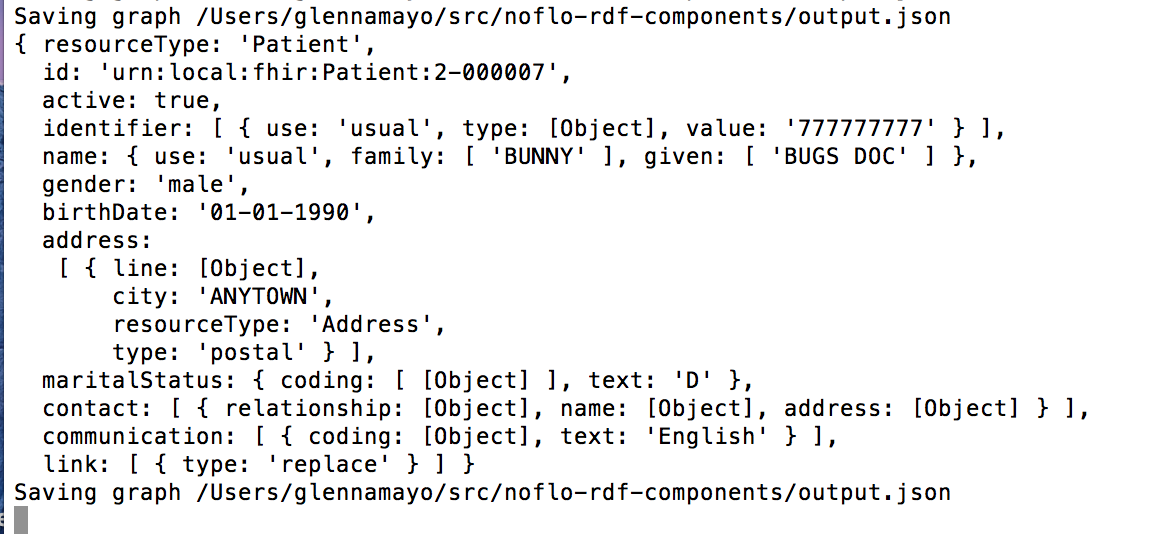 Saving graph /Users/glennamayo/src/noflo-rdf-components/output.json
{ resourceType: 'Patient',
  id: 'urn:local:fhir:Patient:2-000007',
  active: true,
  identifier: [ { use: 'usual', type: [Object], value: '777777777' } ],
  name: { use: 'usual', family: [ 'BUNNY' ], given: [ 'BUGS DOC' ] },
  gender: 'male',
  birthDate: '01-01-1990',
  address:
   [ { line: [Object],
       city: 'ANYTOWN',
       resourceType: 'Address',
       type: 'postal' } ],
  maritalStatus: { coding: [ [Object] ], text: 'D' },
  contact: [ { relationship: [Object], name: [Object], address: [Object] } ],
  communication: [ { coding: [Object], text: 'English' } ],
  link: [ { type: 'replace' } ] }
Saving graph /Users/glennamayo/src/noflo-rdf-components/output.json